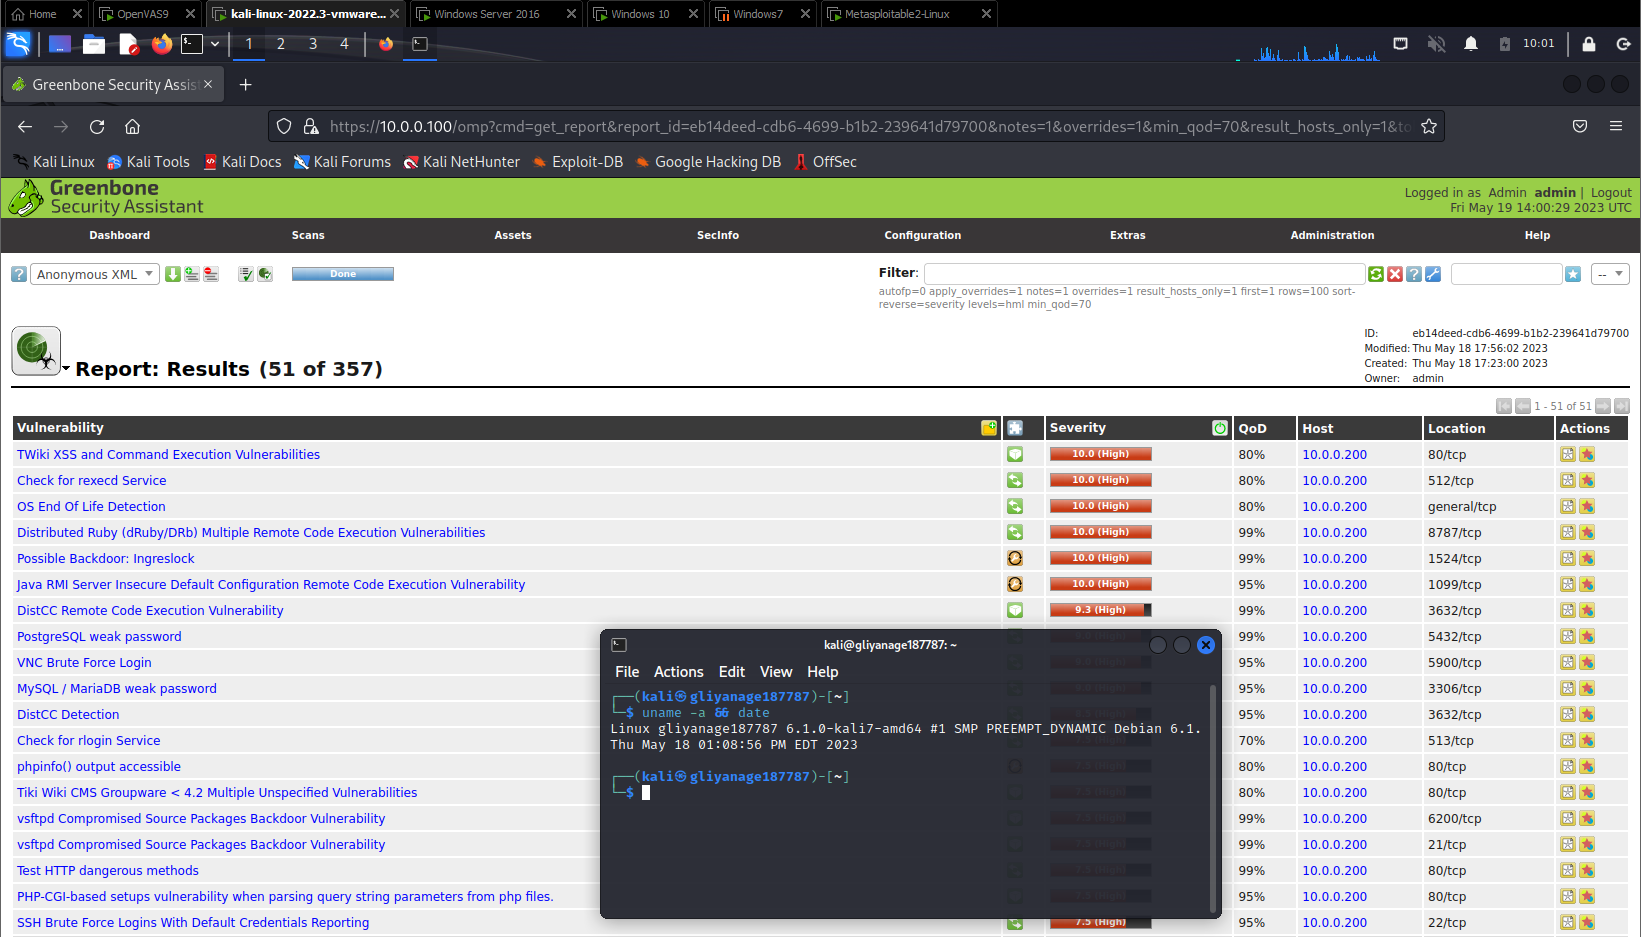 Home
OpenVAS9
kali-linux-2022.3-vmware...
Windows Server 2016
Windows 10
Windows7
Metasploitable2-Linux
1 2 3 4
10:01
Greenbone Security Assis
https://10.0.0.100/omp?cmd=get_report&report_id=eb14deed-cdb6-4699-b1b2-239641d79700&notes=1&overrides=1&min_qod=70&result_hosts_only=1&to
Kali Linux Kali Tools Kali Docs Kali Forums Kali NetHunter Exploit-DB Google Hacking DB OffSec
Greenbone
Security Assistant
Logged in as Admin admin | Logout
Fri May 19 14:00:29 2023 UTC
Dashboard Scans Assets SecInfo Configuration Extras Administration Help
Anonymous XML
Done
Filter:
--
autofp=0 apply_overrides=1 notes=1 overrides=1 result_hosts_only=1 first=1 rows=100 sort-
reverse=severity levels=hml min_qod=70
ID: eb14deed-cdb6-4699-b1b2-239641d79700
Modified: Thu May 18 17:56:02 2023
Created: Thu May 18 17:23:00 2023
Owner: admin
Report: Results (51 of 357)
1 - 51 of 51
Vulnerability Severity QoD Host Location Actions
TWiki XSS and Command Execution Vulnerabilities 10.0 (High) 80% 10.0.0.200 80/tcp
Check for rexecd Service 10.0 (High) 80% 10.0.0.200 512/tcp
OS End Of Life Detection 10.0 (High) 80% 10.0.0.200 general/tcp
Distributed Ruby (dRuby/DRb) Multiple Remote Code Execution Vulnerabilities 10.0 (High) 99% 10.0.0.200 8787/tcp
Possible Backdoor: Ingreslock 10.0 (High) 99% 10.0.0.200 1524/tcp
Java RMI Server Insecure Default Configuration Remote Code Execution Vulnerability 10.0 (High) 95% 10.0.0.200 1099/tcp
DistCC Remote Code Execution Vulnerability 9.3 (High) 99% 10.0.0.200 3632/tcp
PostgreSQL weak password 99% 10.0.0.200 5432/tcp
VNC Brute Force Login 95% 10.0.0.200 5900/tcp
MySQL / MariaDB weak password 95% 10.0.0.200 3306/tcp
DistCC Detection 95% 10.0.0.200 3632/tcp
Check for rlogin Service 70% 10.0.0.200 513/tcp
phpinfo() output accessible 80% 10.0.0.200 80/tcp
Tiki Wiki CMS Groupware < 4.2 Multiple Unspecified Vulnerabilities 80% 10.0.0.200 80/tcp
vsftpd Compromised Source Packages Backdoor Vulnerability 99% 10.0.0.200 6200/tcp
vsftpd Compromised Source Packages Backdoor Vulnerability 99% 10.0.0.200 21/tcp
Test HTTP dangerous methods 99% 10.0.0.200 80/tcp
PHP-CGI-based setups vulnerability when parsing query string parameters from php files. 95% 10.0.0.200 80/tcp
SSH Brute Force Logins With Default Credentials Reporting 7.5 (High) 95% 10.0.0.200 22/tcp
kali@gliyanage187787: ~
File Actions Edit View Help
┌──(kali㉿gliyanage187787)-[~]
└─$ uname -a && date
Linux gliyanage187787 6.1.0-kali7-amd64 #1 SMP PREEMPT_DYNAMIC Debian 6.1.
Thu May 18 01:08:56 PM EDT 2023
┌──(kali㉿gliyanage187787)-[~]
└─$